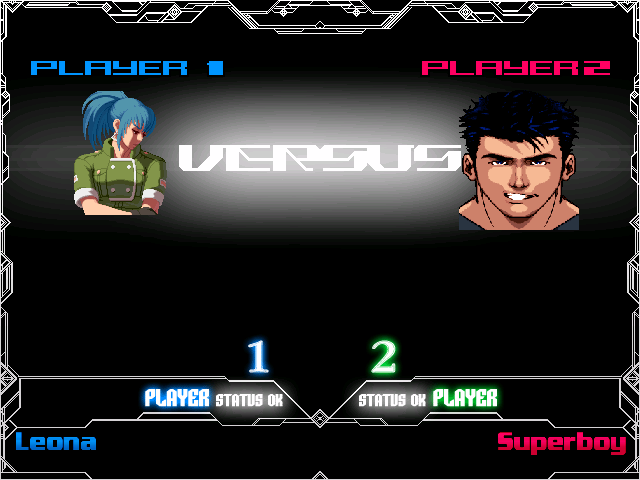 PLAYER 1
PLAYER 2
VERSUS
1
2
PLAYER STATUS OK
STATUS OK PLAYER
Leona
Superboy